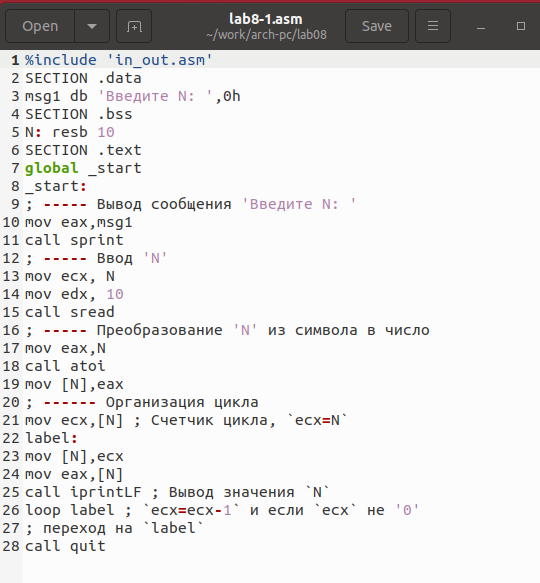 Open
lab8-1.asm
~/work/arch-pc/lab08
Save
1 %include 'in_out.asm'
2 SECTION .data
3 msg1 db 'Введите N: ',0h
4 SECTION .bss
5 N: resb 10
6 SECTION .text
7 global _start
8 _start:
9 ; ----- Вывод сообщения 'Введите N: '
10 mov eax,msg1
11 call sprint
12 ; ----- Ввод 'N'
13 mov ecx, N
14 mov edx, 10
15 call sread
16 ; ----- Преобразование 'N' из символа в число
17 mov eax,N
18 call atoi
19 mov [N],eax
20 ; ------ Организация цикла
21 mov ecx,[N] ; Счетчик цикла, `ecx=N`
22 label:
23 mov [N],ecx
24 mov eax,[N]
25 call iprintLF ; Вывод значения `N`
26 loop label ; `ecx=ecx-1` и если `ecx` не '0'
27 ; переход на `label`
28 call quit